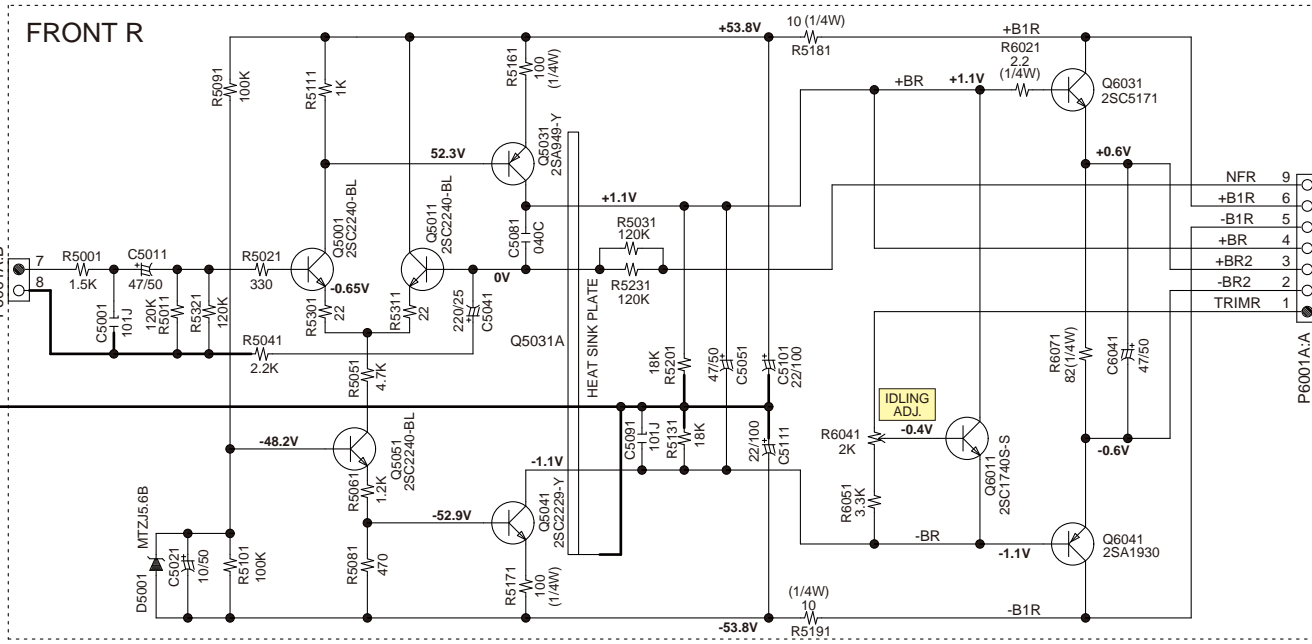 FRONT R
+53.8V
10 (1/4W)
R5181
+B1R
R6021
2.2
(1/4W)
Q6031
2SC5171
R5091
100K
R5111
1K
R5161
100
(1/4W)
+BR
+1.1V
52.3V
Q5031
2SA949-Y
+0.6V
NFR 9
+B1R 6
-B1R 5
+BR 4
+BR2 3
-BR2 2
TRIMR 1
P6001A:A
+1.1V
Q5001
2SC2240-BL
Q5011
2SC2240-BL
C5081
040C
R5031
120K
R5231
120K
7
8
R5001
1.5K
C5011
47/50
R5021
330
0V
-0.65V
C5001
101J
120K
R5011
R5321
120K
R5301
22
R5311
22
220/25
C5041
R5041
2.2K
Q5031A
HEAT SINK PLATE
R5051
4.7K
18K
R5201
47/50
C5051
C5101
22/100
R6071
82(1/4W)
C6041
47/50
IDLING
ADJ.
-0.4V
R6041
2K
Q6011
2SC1740S-S
-0.6V
-48.2V
Q5051
2SC2240-BL
C5091
101J
R5131
18K
22/100
C5111
R5061
1.2K
-1.1V
R6051
3.3K
-52.9V
Q5041
2SC2229-Y
-BR
-1.1V
Q6041
2SA1930
MTZJ5.6B
D5001
C5021
10/50
R5101
100K
R5081
470
R5171
100
(1/4W)
(1/4W)
10
R5191
-53.8V
-B1R